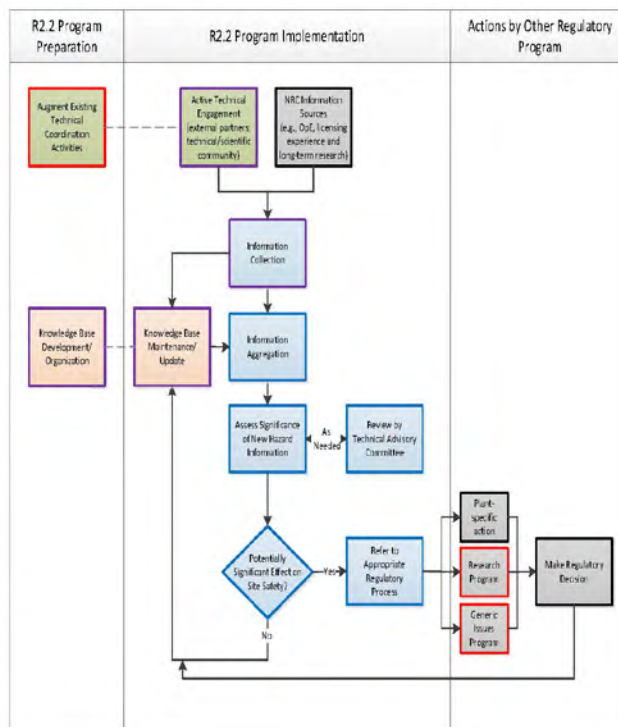 R2.2 Program
Preparation
R2.2 Program Implementation
Actions by Other Regulatory
Program
Augment Existing
Technical
Coordination
Activities
Active Technical
Engagement
(external partners,
technical/scientific
community)
NRC Information
Sources
(e.g., OpE, licensing
experience and
long-term research)
Information
Collection
Knowledge Base
Development/
Organization
Knowledge Base
Maintenance/
Update
Information
Aggregation
Assess Significance
of New Hazard
Information
As
Needed
Review by
Technical Advisory
Committee
Potentially
Significant Effect on
Site Safety?
Yes
No
Refer to
Appropriate
Regulatory
Process
Plant-
specific
action
Research
Program
Generic
Issues
Program
Make Regulatory
Decision